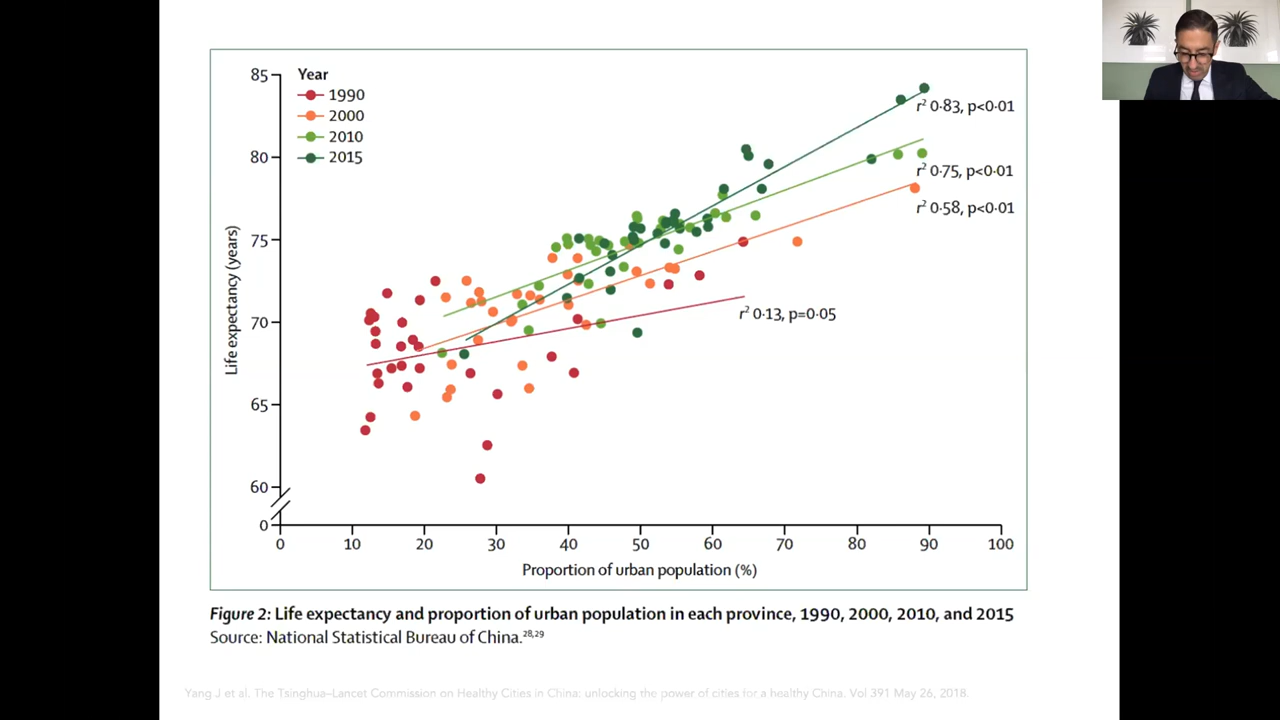 85
Year
1990
2000
2010
2015
r² 0·83, p<0·01
80
r² 0·75, p<0·01
r² 0·58, p<0·01
75
Life expectancy (years)
70
r² 0·13, p=0·05
65
60
0
0 10 20 30 40 50 60 70 80 90 100
Proportion of urban population (%)
Figure 2: Life expectancy and proportion of urban population in each province, 1990, 2000, 2010, and 2015
Source: National Statistical Bureau of China.²⁸,²⁹
Yang J et al. The Tsinghua–Lancet Commission on Healthy Cities in China: unlocking the power of cities for a healthy China. Vol 391 May 26, 2018.